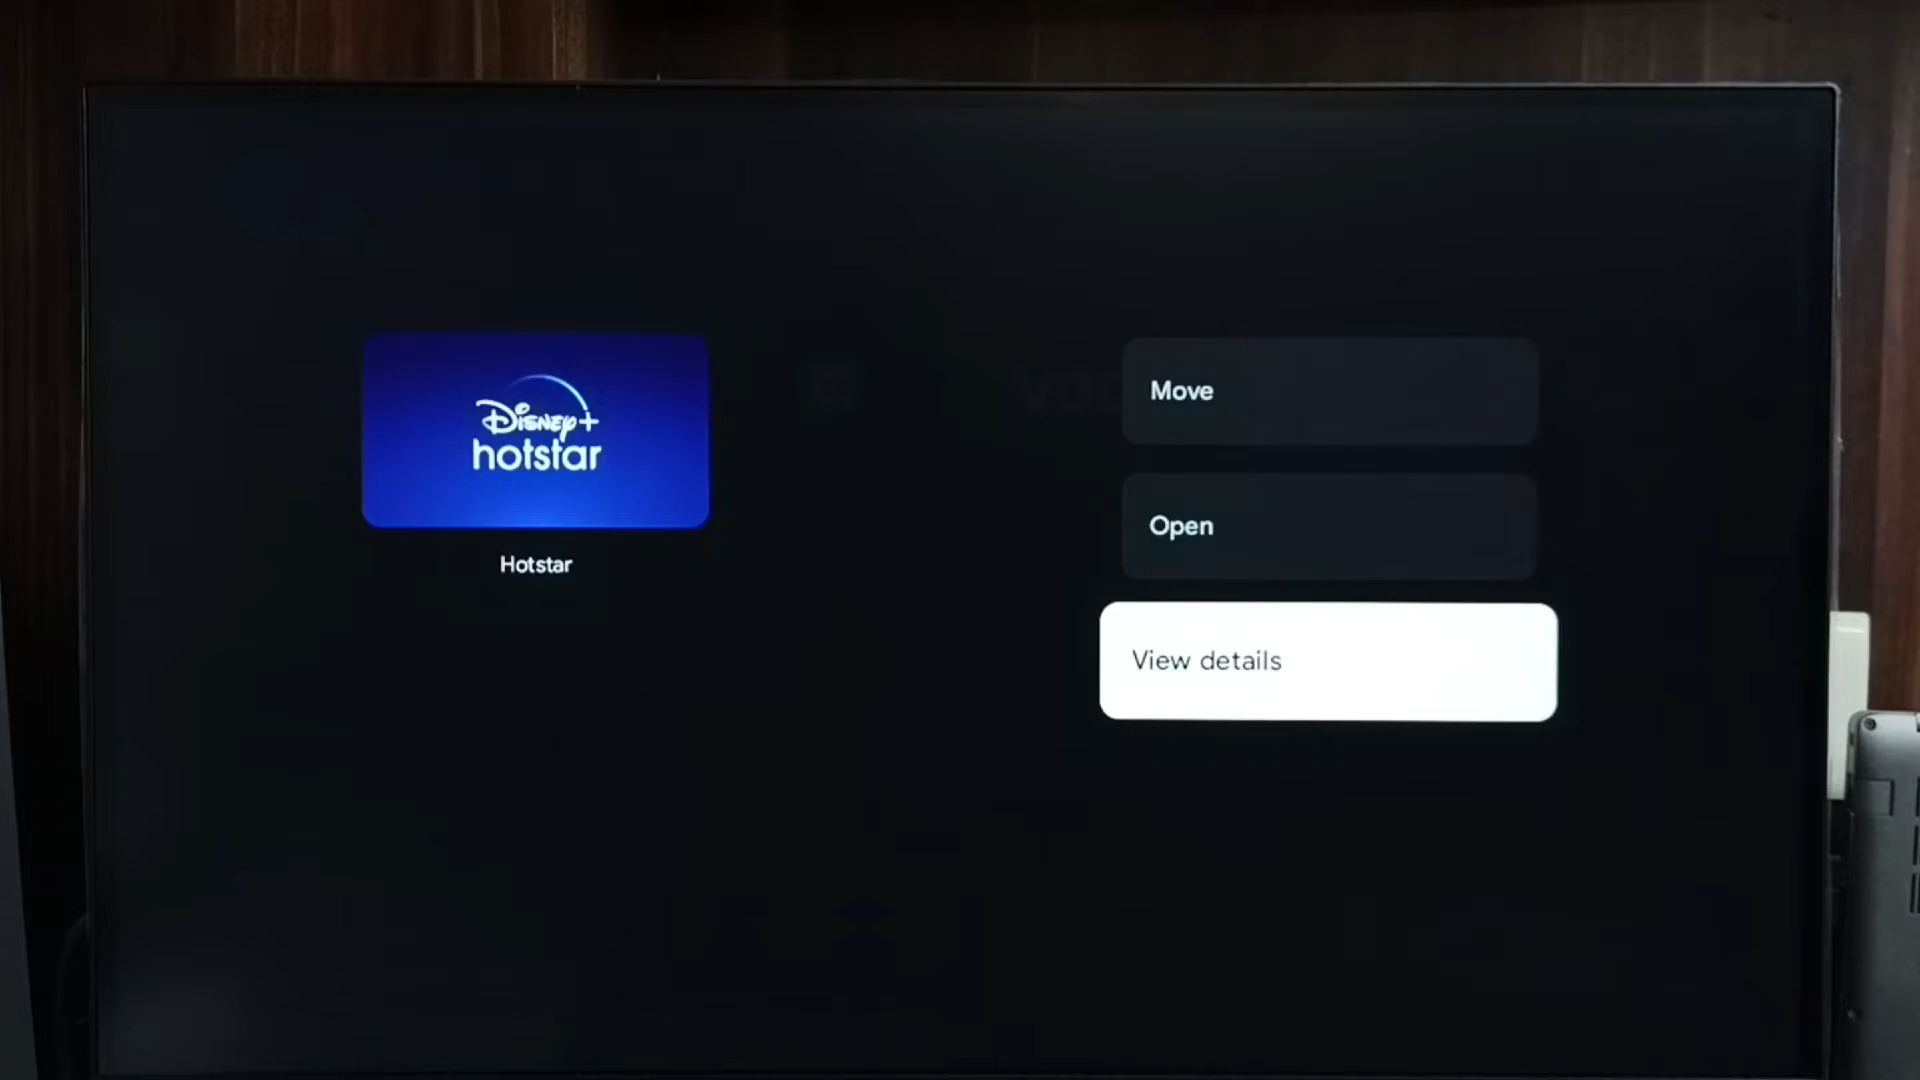 Disney+
hotstar
Hotstar
Move
Open
View details